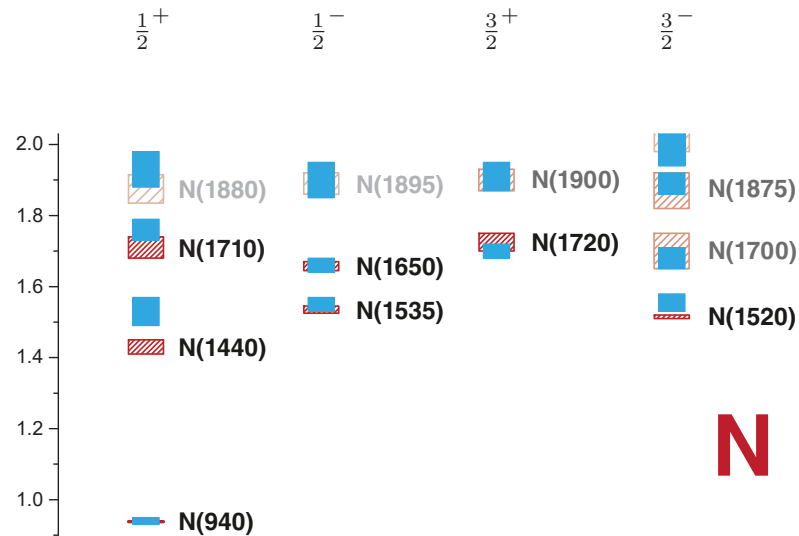 1/2+ 1/2− 3/2+ 3/2−
2.0
N(1880) N(1895) N(1900) N(1875)
1.8
N(1710) N(1650) N(1720) N(1700)
1.6
N(1535) N(1520)
N(1440)
1.4
1.2
N
1.0
N(940)